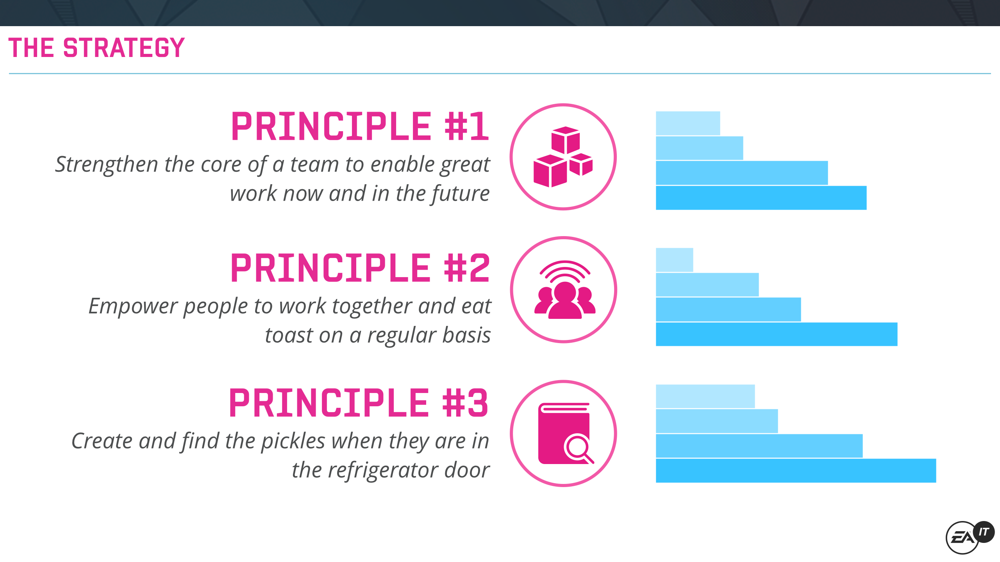 THE STRATEGY
PRINCIPLE #1
Strengthen the core of a team to enable great
work now and in the future
PRINCIPLE #2
Empower people to work together and eat
toast on a regular basis
PRINCIPLE #3
Create and find the pickles when they are in
the refrigerator door
EA IT